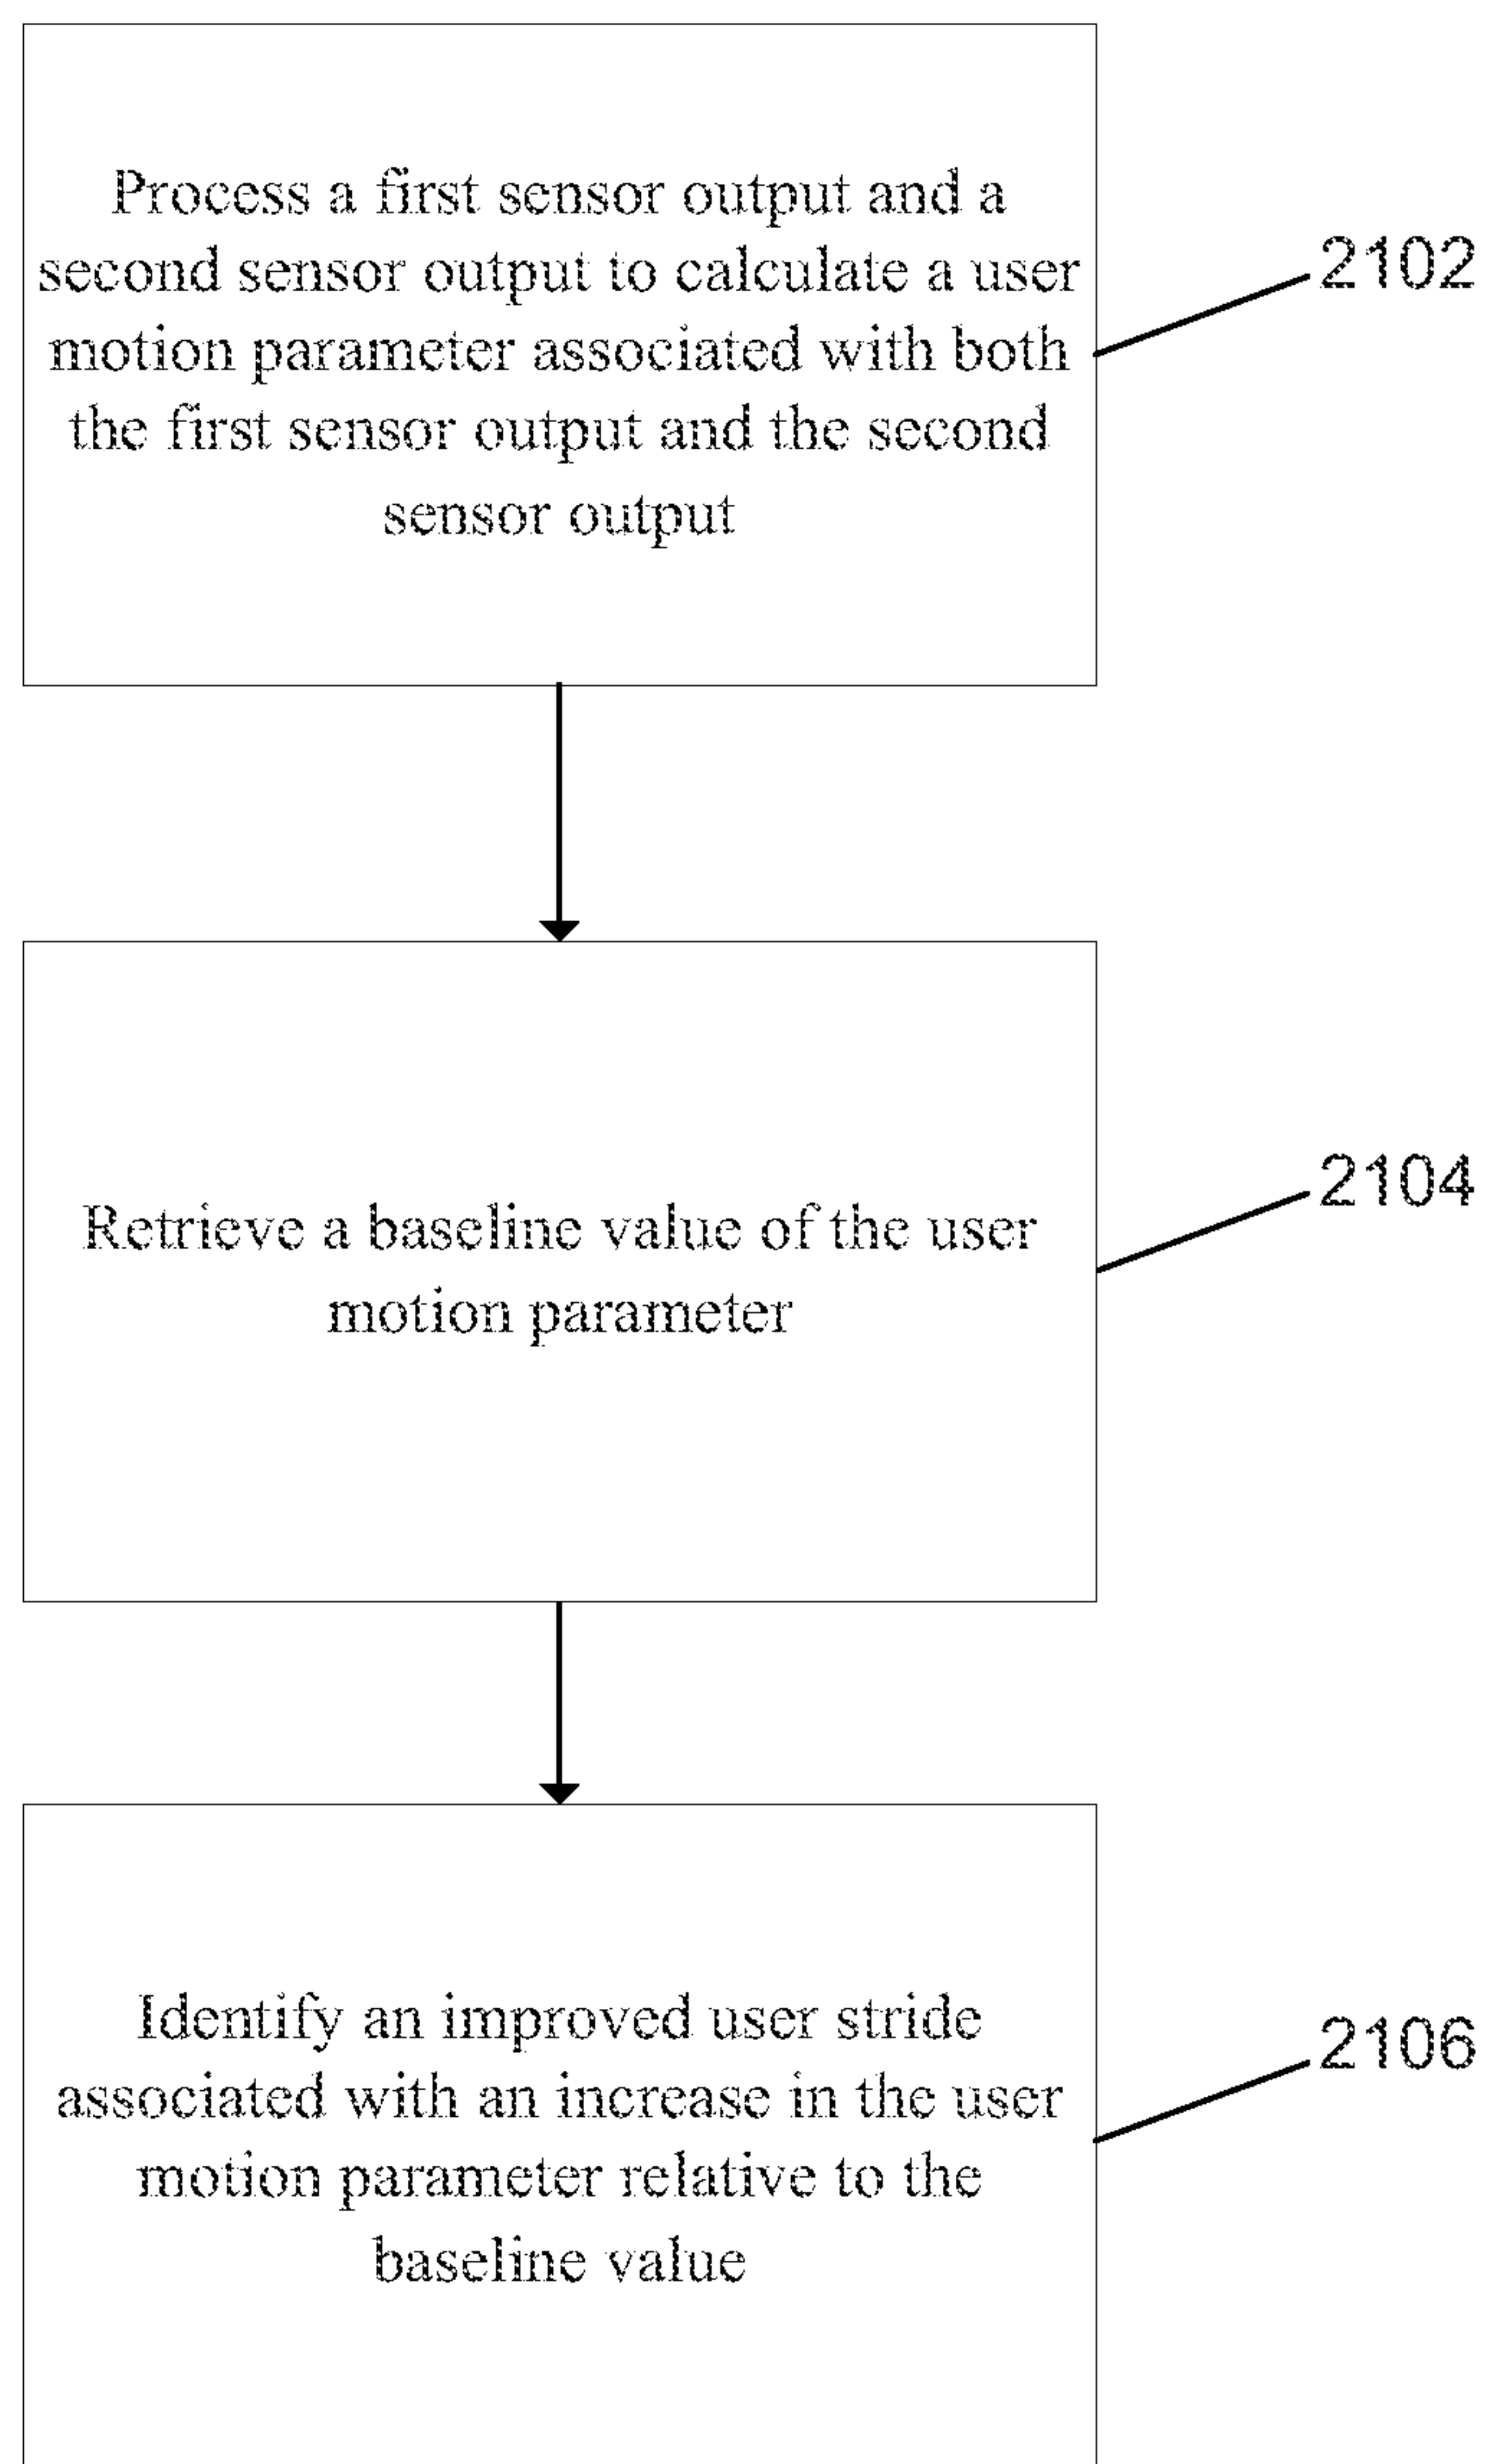 Process a first sensor output and a
second sensor output to calculate a user
motion parameter associated with both
the first sensor output and the second
sensor output
2102
Retrieve a baseline value of the user
motion parameter
2104
Identify an improved user stride
associated with an increase in the user
motion parameter relative to the
baseline value
2106